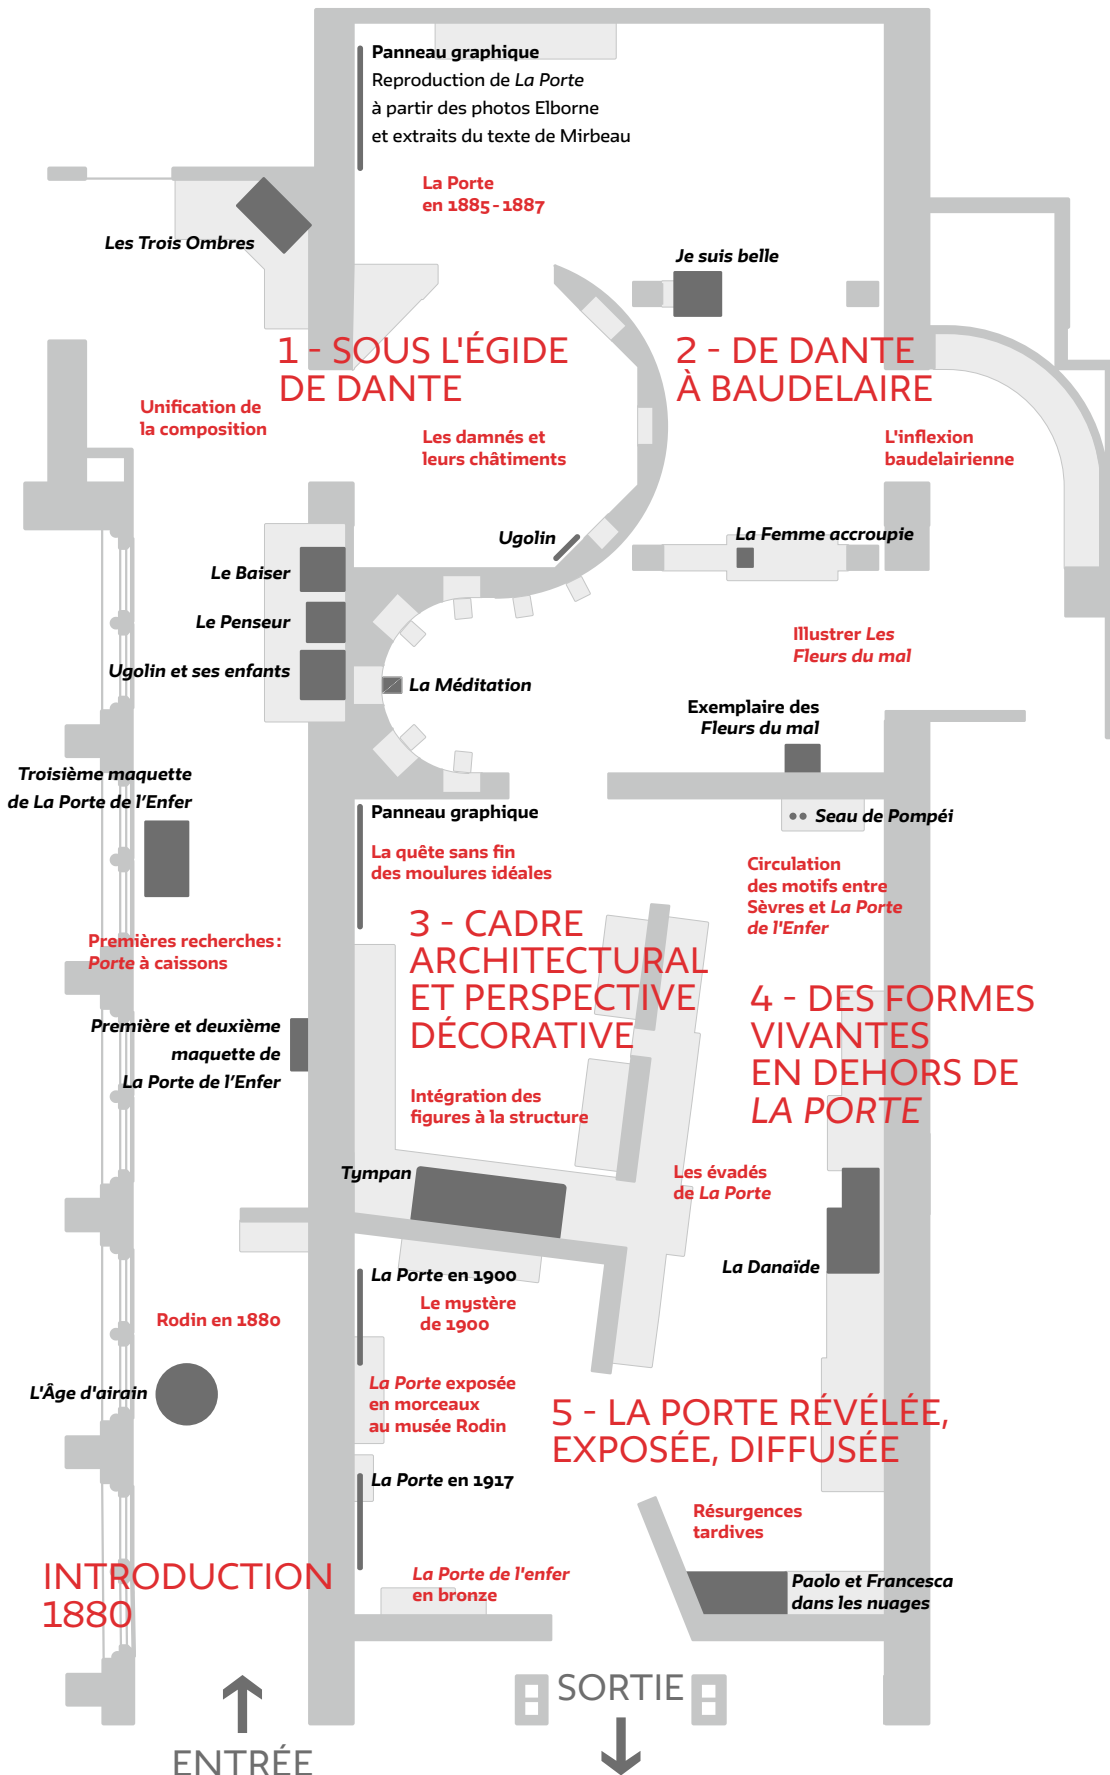 Panneau graphique
Reproduction de La Porte
à partir des photos Elborne
et extraits du texte de Mirbeau
La Porte
en 1885 - 1887
Les Trois Ombres
Je suis belle
1 - SOUS L'ÉGIDE
DE DANTE
2 - DE DANTE
À BAUDELAIRE
Unification de
la composition
Les damnés et
leurs châtiments
L'inflexion
baudelairienne
Ugolin
La Femme accroupie
Le Baiser
Le Penseur
Ugolin et ses enfants
La Méditation
Illustrer Les
Fleurs du mal
Exemplaire des
Fleurs du mal
Troisième maquette
de La Porte de l’Enfer
Panneau graphique
Seau de Pompéi
La quête sans fin
des moulures idéales
Circulation
des motifs entre
Sèvres et La Porte
de l'Enfer
3 - CADRE
ARCHITECTURAL
ET PERSPECTIVE
DÉCORATIVE
Premières recherches :
Porte à caissons
4 - DES FORMES
VIVANTES
EN DEHORS DE
LA PORTE
Première et deuxième
maquette de
La Porte de l’Enfer
Intégration des
figures à la structure
Tympan
Les évadés
de La Porte
La Danaïde
La Porte en 1900
Le mystère
de 1900
Rodin en 1880
L'Âge d'airain
La Porte exposée
en morceaux
au musée Rodin
5 - LA PORTE RÉVÉLÉE,
EXPOSÉE, DIFFUSÉE
La Porte en 1917
Résurgences
tardives
INTRODUCTION
1880
La Porte de l'enfer
en bronze
Paolo et Francesca
dans les nuages
SORTIE
ENTRÉE